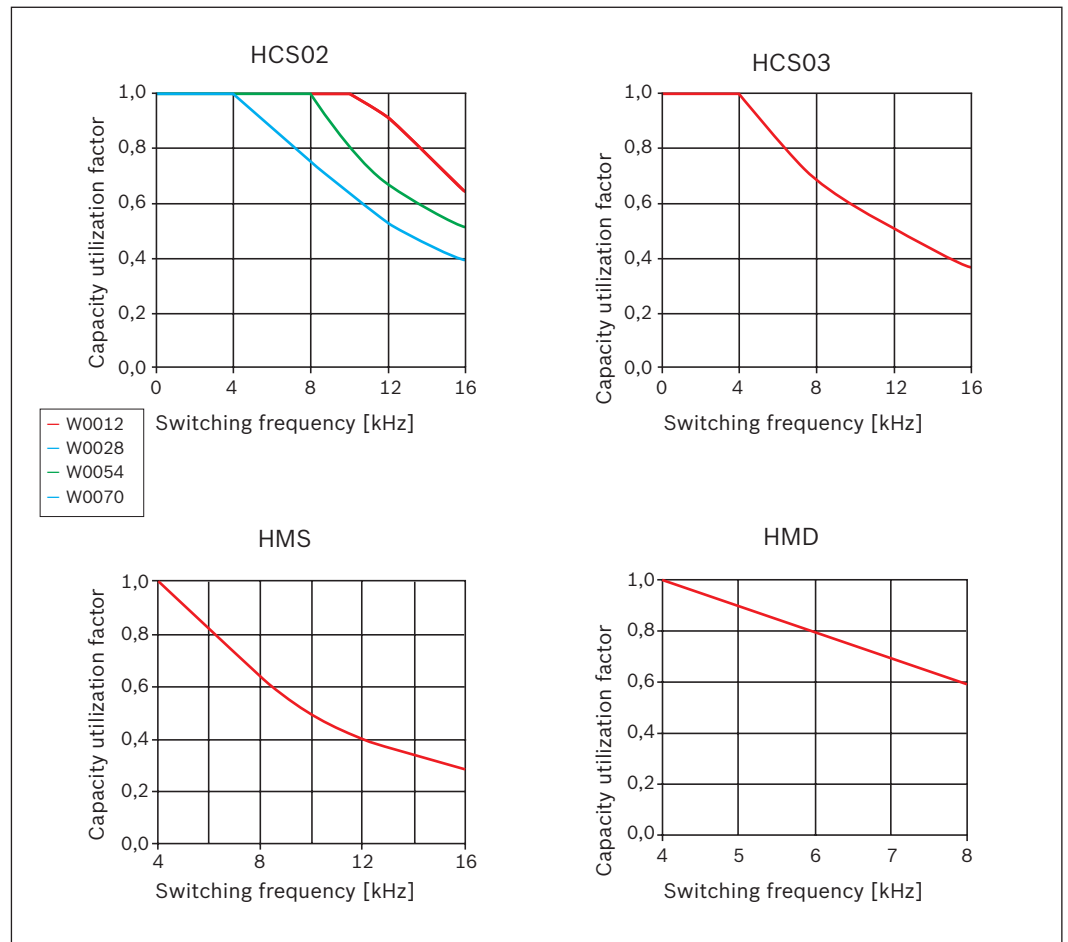 HCS02
Capacity utilization factor
1,0
0,8
0,6
0,4
0,2
0,0
0 4 8 12 16
Switching frequency [kHz]
W0012
W0028
W0054
W0070
HCS03
Capacity utilization factor
1,0
0,8
0,6
0,4
0,2
0,0
0 4 8 12 16
Switching frequency [kHz]
HMS
Capacity utilization factor
1,0
0,8
0,6
0,4
0,2
0,0
4 8 12 16
Switching frequency [kHz]
HMD
Capacity utilization factor
1,0
0,8
0,6
0,4
0,2
0,0
4 5 6 7 8
Switching frequency [kHz]